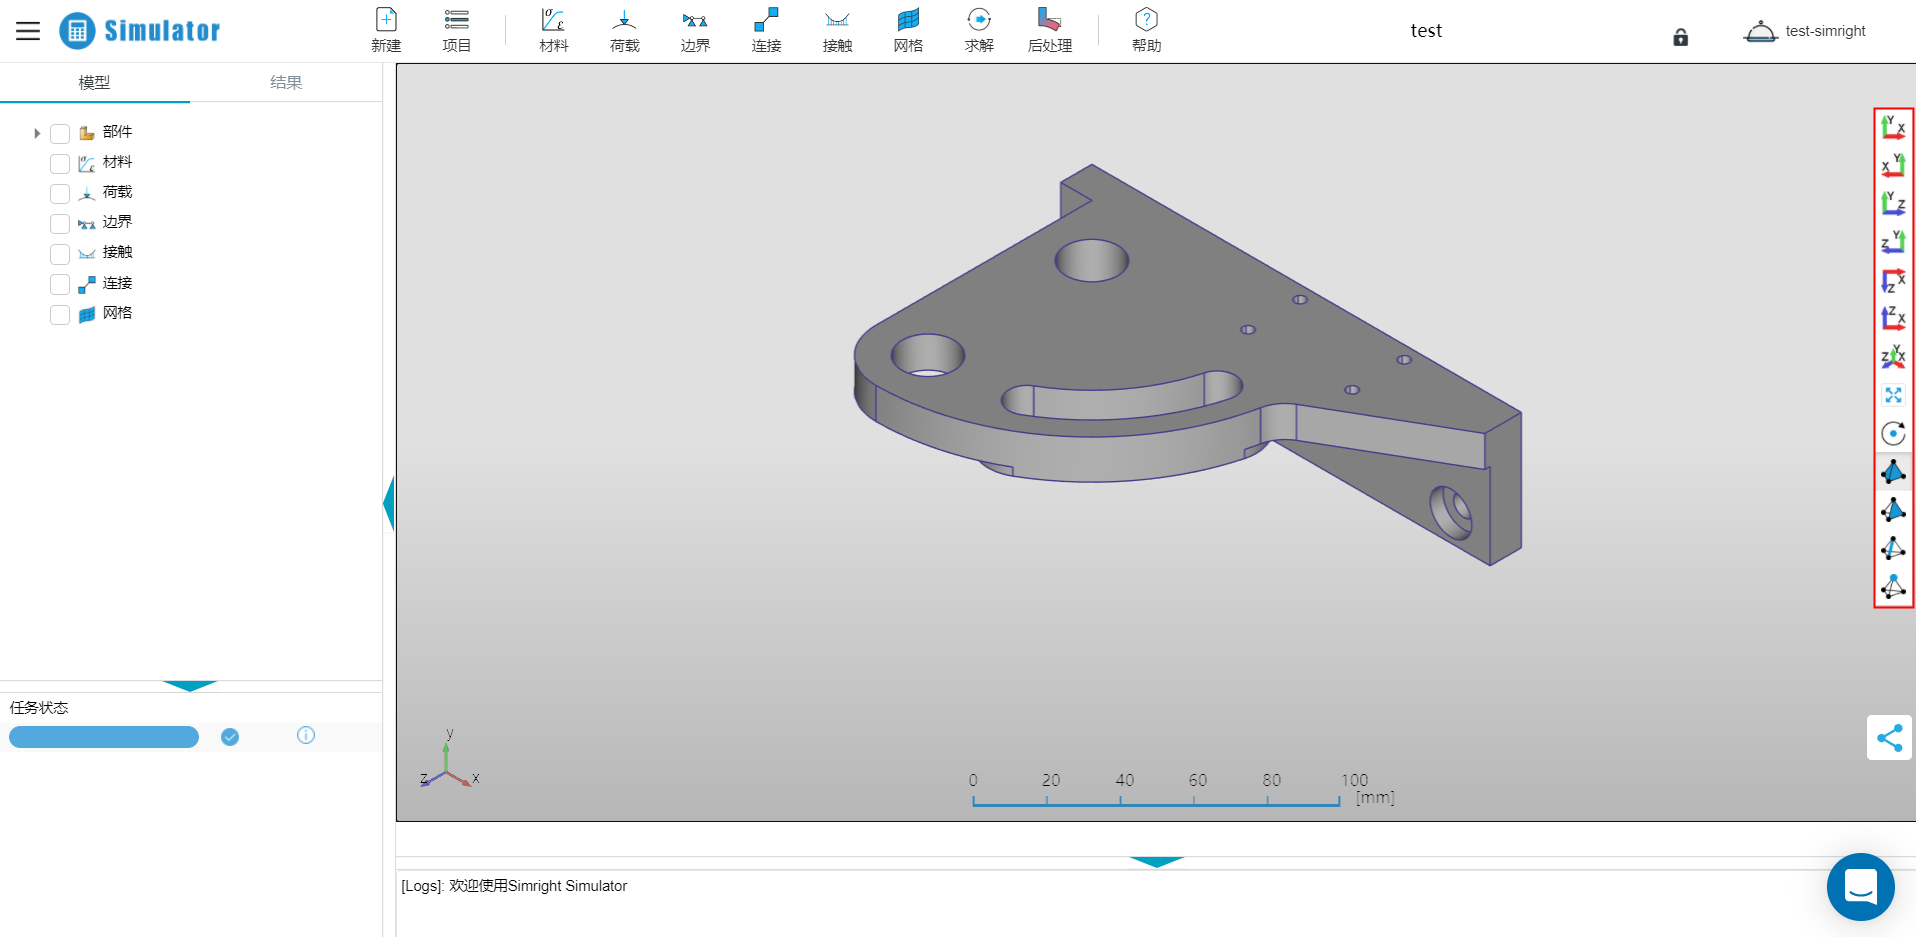 Simulator
新建
项目
材料
荷载
边界
连接
接触
网格
求解
后处理
帮助
test
test-simright
模型
结果
部件
材料
荷载
边界
接触
连接
网格
任务状态
Y X
X Y
Y Z
Z Y
X Z
Z X
Z Y X
y
z x
0 20 40 60 80 100
[mm]
[Logs]: 欢迎使用Simright Simulator